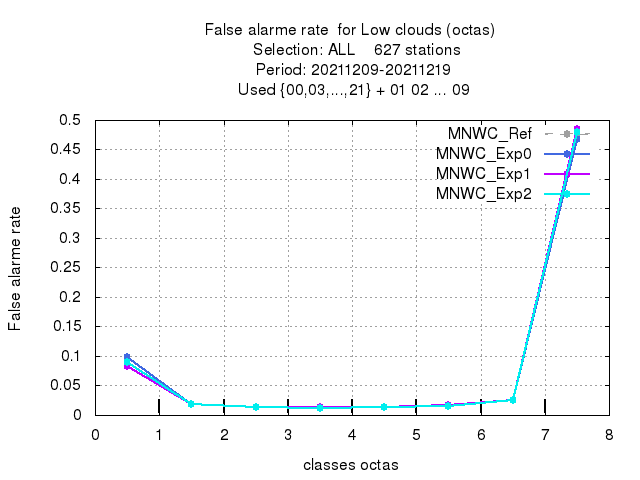 False alarme rate  for Low clouds (octas)
Selection: ALL    627 stations
Period: 20211209-20211219
Used {00,03,...,21} + 01 02 ... 09
MNWC_Ref
MNWC_Exp0
MNWC_Exp1
MNWC_Exp2
0.5
0.45
0.4
0.35
0.3
0.25
0.2
0.15
0.1
0.05
0
False alarme rate
0 1 2 3 4 5 6 7 8
classes octas